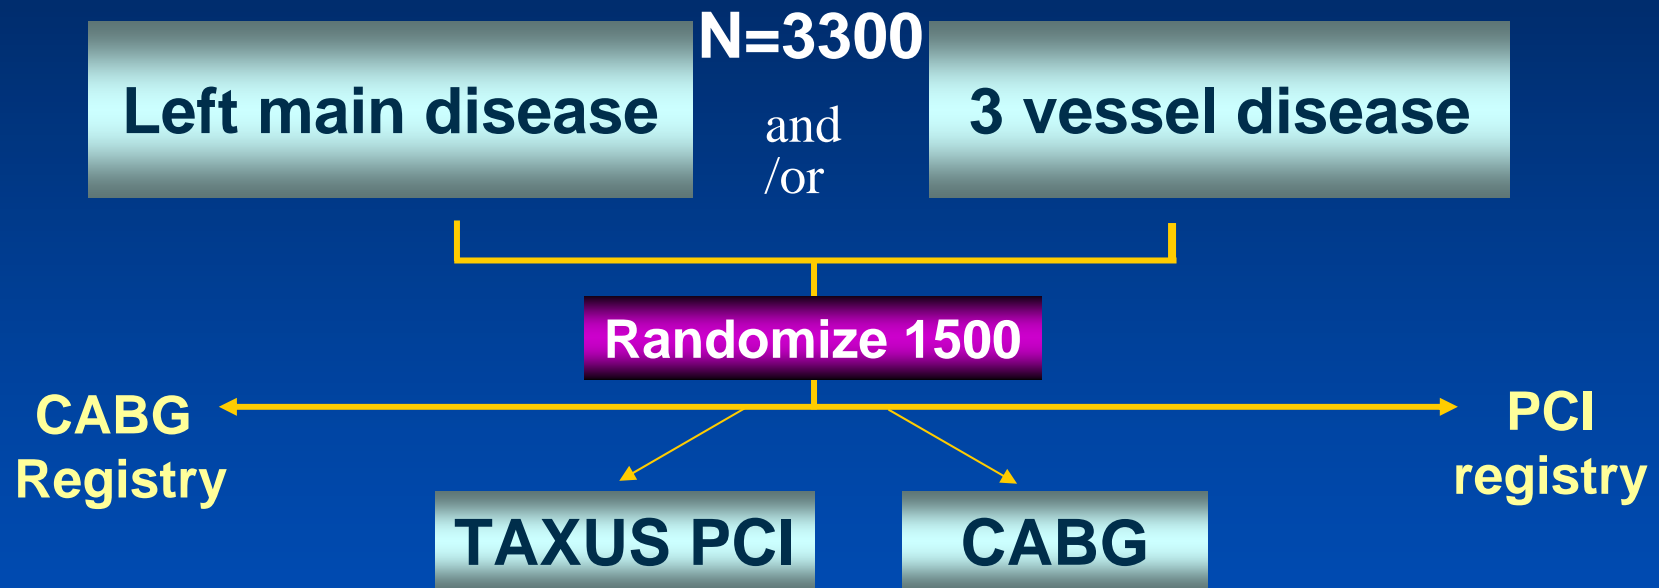 N=3300
Left main disease
and
/or
3 vessel disease
Randomize 1500
CABG
Registry
PCI
registry
TAXUS PCI
CABG